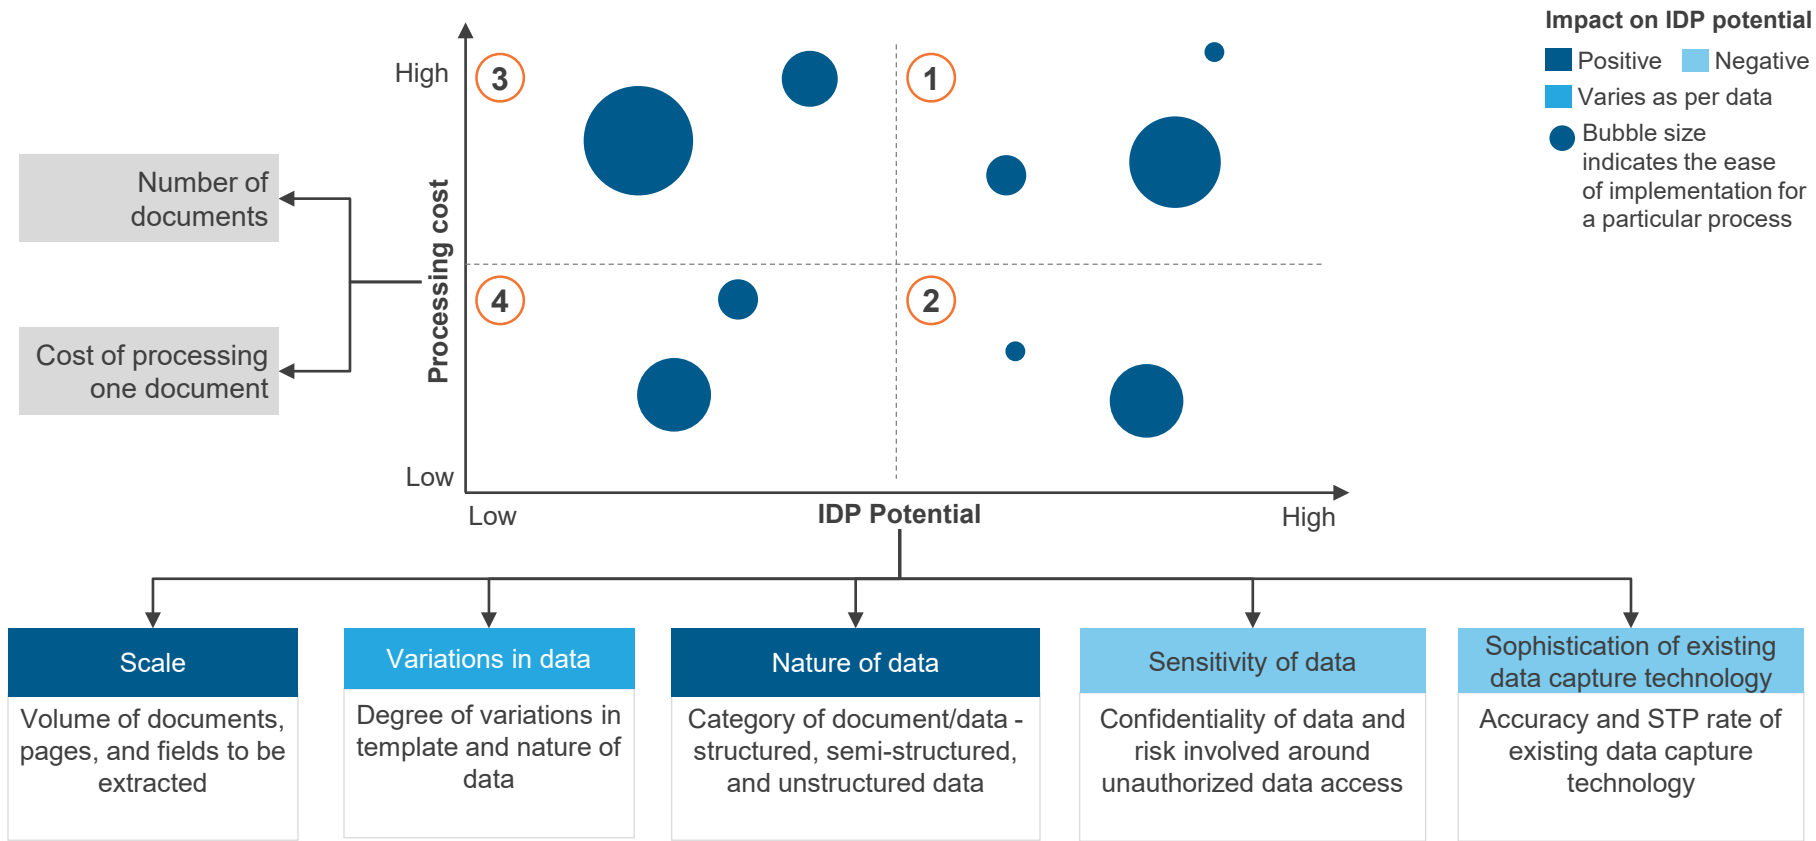 Impact on IDP potential
Positive
Negative
Varies as per data
Bubble size
indicates the ease
of implementation for
a particular process
High
3
1
Number of
documents
Processing cost
4
2
Cost of processing
one document
Low
Low
IDP Potential
High
Scale
Volume of documents,
pages, and fields to be
extracted
Variations in data
Degree of variations in
template and nature of
data
Nature of data
Category of document/data -
structured, semi-structured,
and unstructured data
Sensitivity of data
Confidentiality of data and
risk involved around
unauthorized data access
Sophistication of existing
data capture technology
Accuracy and STP rate of
existing data capture
technology